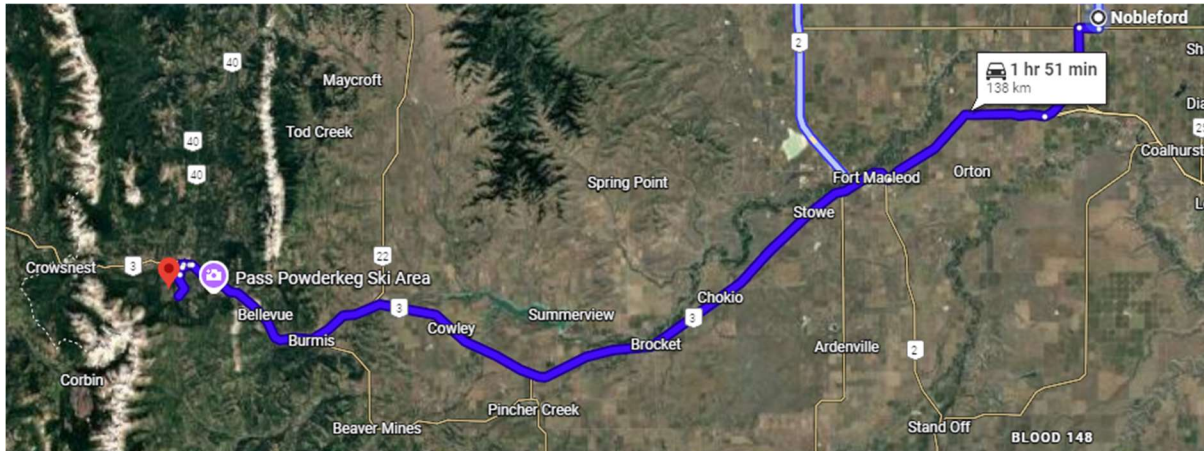 Nobleford
2
40
Maycroft
Sh
1 hr 51 min
138 km
Tod Creek
Dia
40
Coalhurst
40
Spring Point
Fort Macleod
Orton
Stowe
Crowsnest
3
22
Pass Powderkeg Ski Area
Chokio
Bellevue
3
Summerview
3
Cowley
Burmis
Brocket
Ardenville
2
Corbin
Pincher Creek
Beaver Mines
Stand Off
BLOOD 148